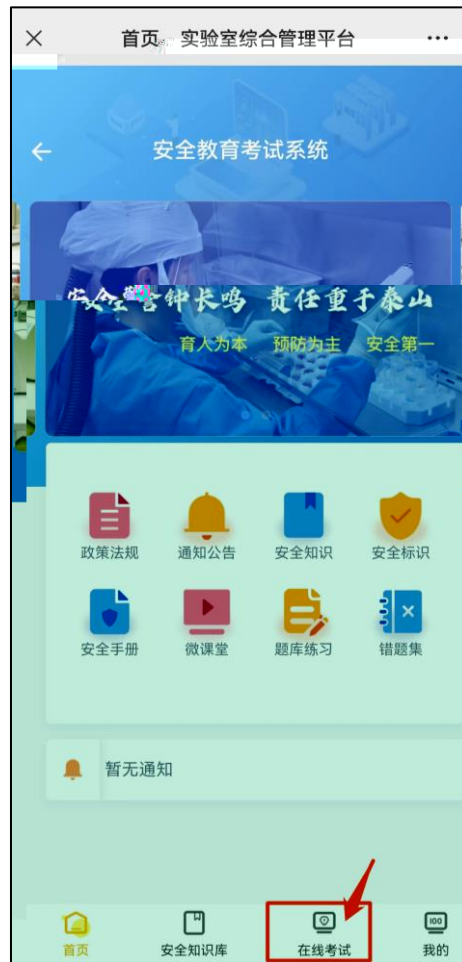 首页 实验室综合管理平台
安全教育考试系统
安全警钟长鸣 责任重于泰山
育人为本 预防为主 安全第一
政策法规 通知公告 安全知识 安全标识
安全手册 微课堂 题库练习 错题集
暂无通知
首页 安全知识库 在线考试 100 我的